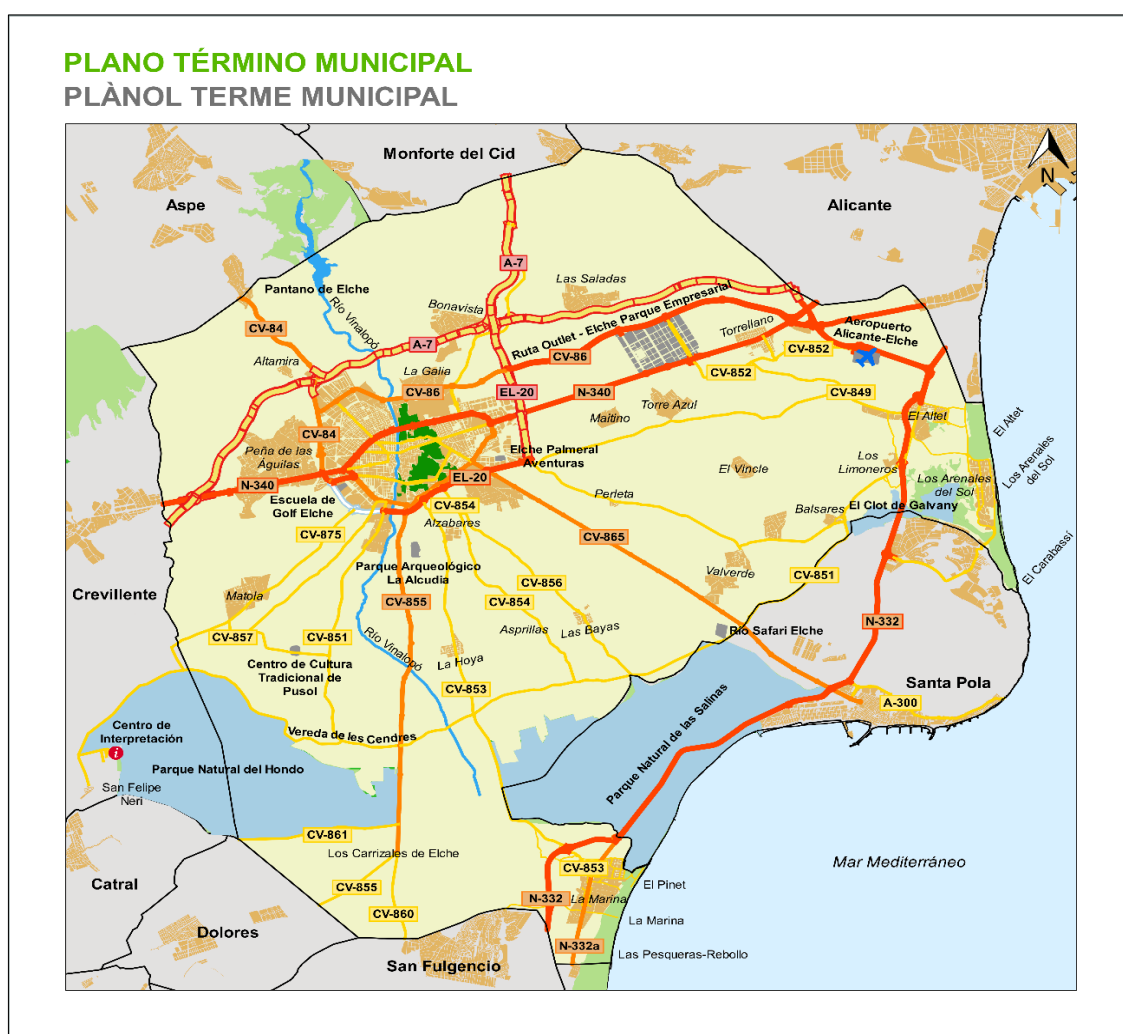 PLANO TÉRMINO MUNICIPAL
PLÀNOL TERME MUNICIPAL
Monforte del Cid
Aspe
Alicante
N
A-7
Las Saladas
Pantano de Elche
Río Vinalopó
Bonavista
Ruta Outlet - Elche Parque Empresarial
CV-84
Altamira
A-7
La Galia
CV-86
Torrellano
Aeropuerto
Alicante-Elche
CV-852
CV-852
CV-86
EL-20
N-340
CV-849
Maitino
Torre Azul
El Altet
El Altet
CV-84
Peña de las
Águilas
Elche Palmeral
Aventuras
El Vincle
Los
Limoneros
Los Arenales
del Sol
Los Arenales
del Sol
N-340
EL-20
Perleta
Escuela de
Golf Elche
CV-854
Alzabares
Balsares
El Clot de Galvany
CV-875
CV-865
El Carabassí
Parque Arqueológico
La Alcudia
Valverde
CV-851
CV-856
Crevillente
Matola
CV-855
CV-854
Asprillas
Las Bayas
N-332
Río Safari Elche
CV-857
CV-851
Río Vinalopó
La Hoya
Centro de Cultura
Tradicional de
Pusol
CV-853
Santa Pola
A-300
Centro de
Interpretación
i
Vereda de les Cendres
Parque Natural de las Salinas
Parque Natural del Hondo
San Felipe
Neri
CV-861
Los Carrizales de Elche
Mar Mediterráneo
CV-853
Catral
CV-855
El Pinet
N-332
La Marina
CV-860
La Marina
Dolores
N-332a
Las Pesqueras-Rebollo
San Fulgencio